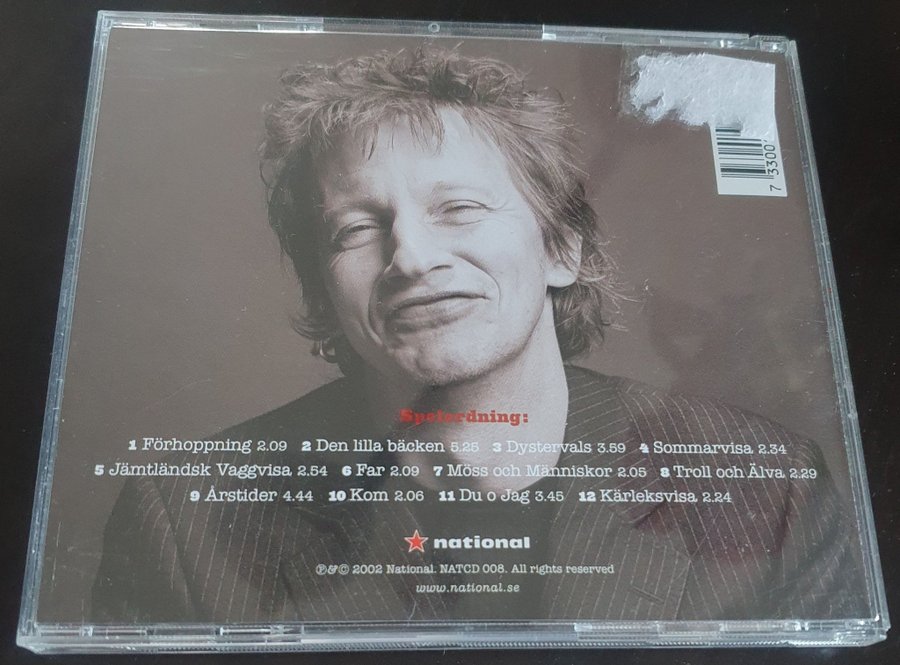 7 3300
Spelordning:
1 Förhoppning 2.09 2 Den lilla bäcken 5.25 3 Dystervals 3.59 4 Sommarvisa 2.34
5 Jämtländsk Vaggvisa 2.54 6 Far 2.09 7 Möss och Människor 2.05 8 Troll och Älva 2.29
9 Årstider 4.44 10 Kom 2.06 11 Du o Jag 3.45 12 Kärleksvisa 2.24
national
℗&© 2002 National. NATCD 008. All rights reserved
www.national.se